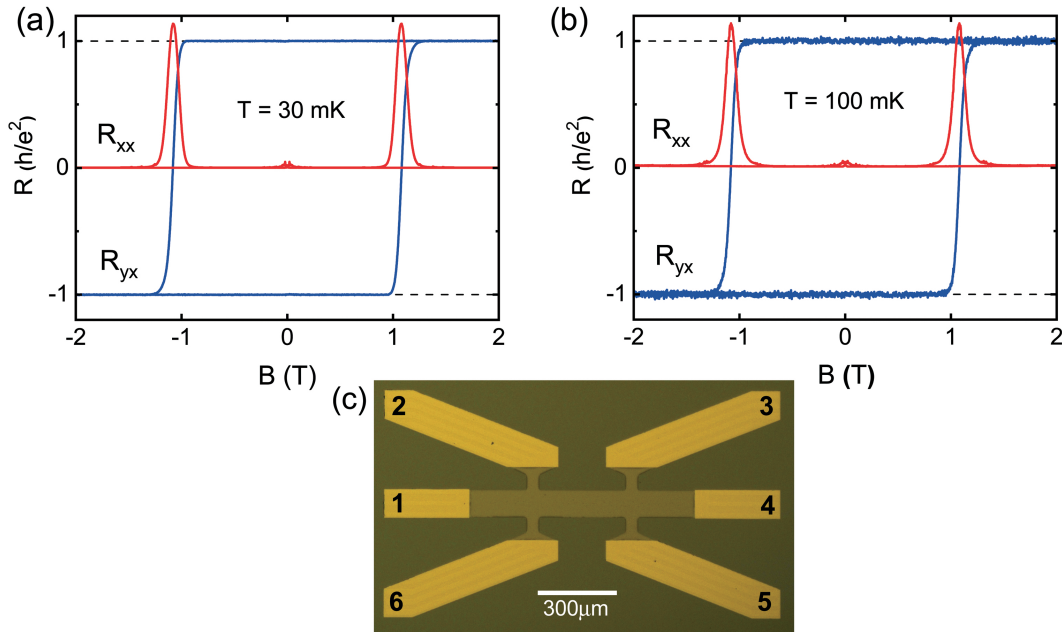 (a)
1
0
-1
R (h/e²)
T = 30 mK
Rxx
Ryx
-2 -1 0 1 2
B (T)
(b)
1
0
-1
R (h/e²)
T = 100 mK
Rxx
Ryx
-2 -1 0 1 2
B (T)
(c)
2 3
1 4
6 5
300μm